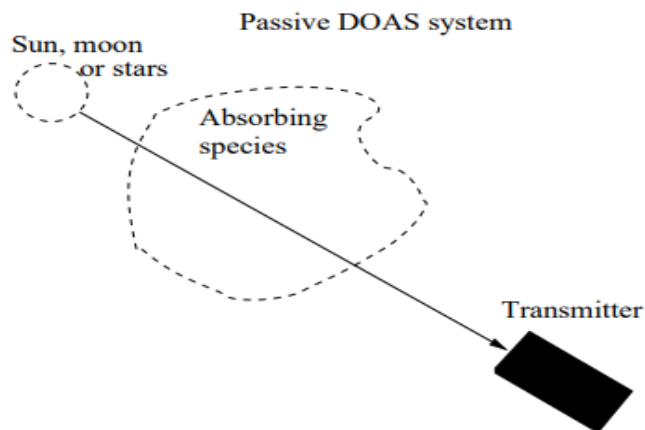 Passive DOAS system
Sun, moon
or stars
Absorbing
species
Transmitter